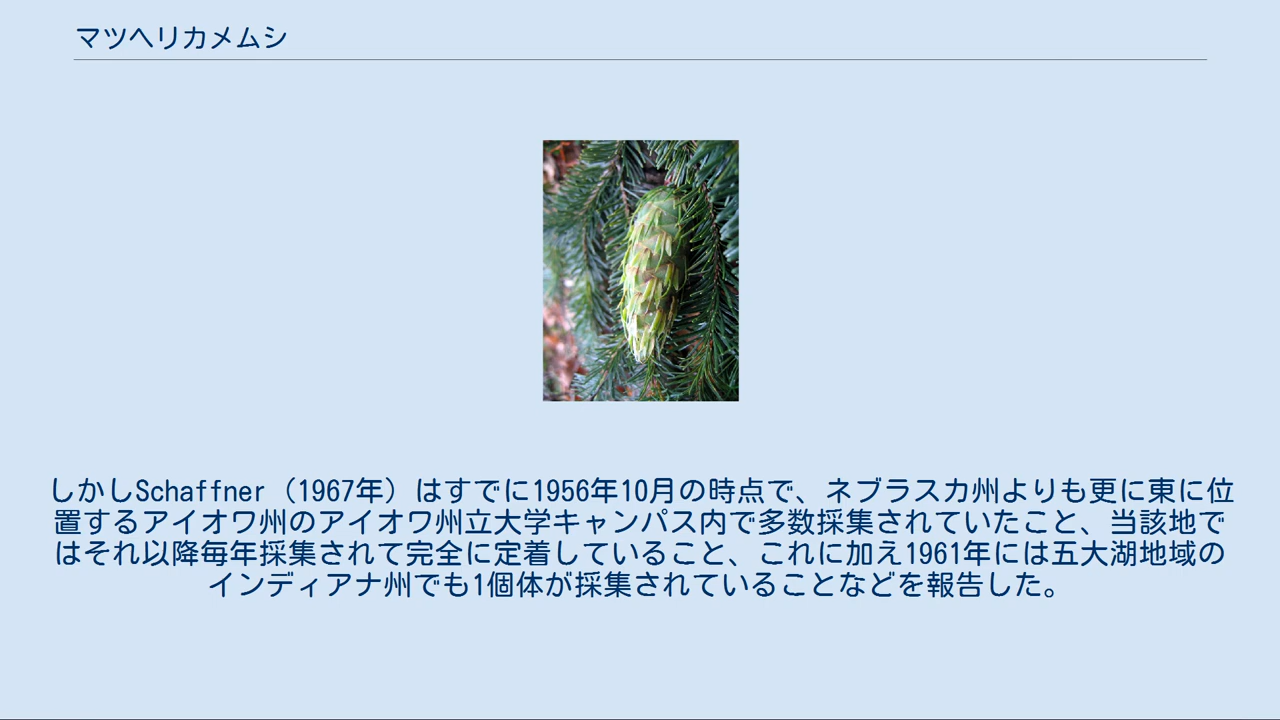 マツヘリカメムシ
しかしSchaffner（1967年）はすでに1956年10月の時点で、ネブラスカ州よりも更に東に位
置するアイオワ州のアイオワ州立大学キャンパス内で多数採集されていたこと、当該地で
はそれ以降毎年採集されて完全に定着していること、これに加え1961年には五大湖地域の
インディアナ州でも1個体が採集されていることなどを報告した。